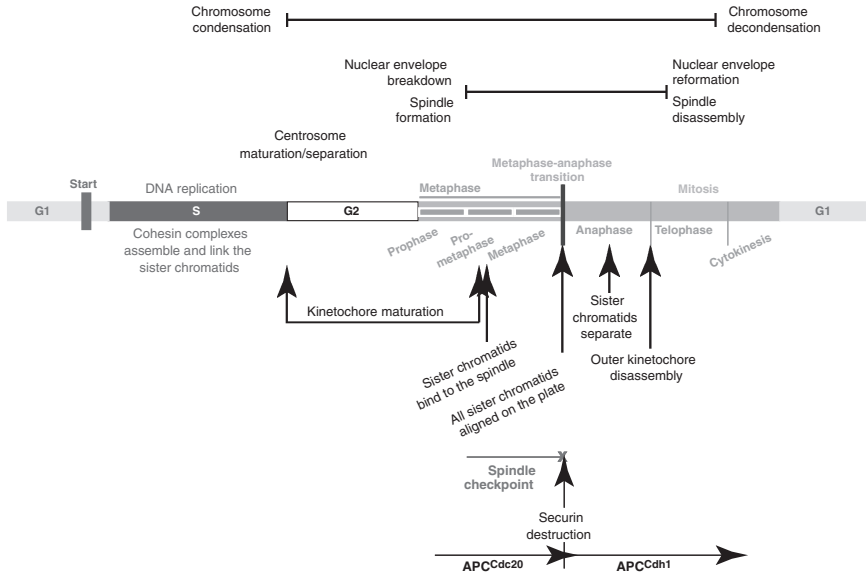 Chromosome
condensation
Chromosome
decondensation
Nuclear envelope
breakdown
Spindle
formation
Nuclear envelope
reformation
Spindle
disassembly
Centrosome
maturation/separation
Metaphase-anaphase
transition
Start
DNA replication
Metaphase
Mitosis
G1
S
G2
G1
Cohesin complexes
assemble and link the
sister chromatids
Prophase
Pro-
metaphase
Metaphase
Anaphase
Telophase
Cytokinesis
Kinetochore maturation
Sister
chromatids
separate
Outer kinetochore
disassembly
Sister chromatids
bind to the spindle
All sister chromatids
aligned on the plate
X
Spindle
checkpoint
Securin
destruction
APCCdc20
APCCdh1